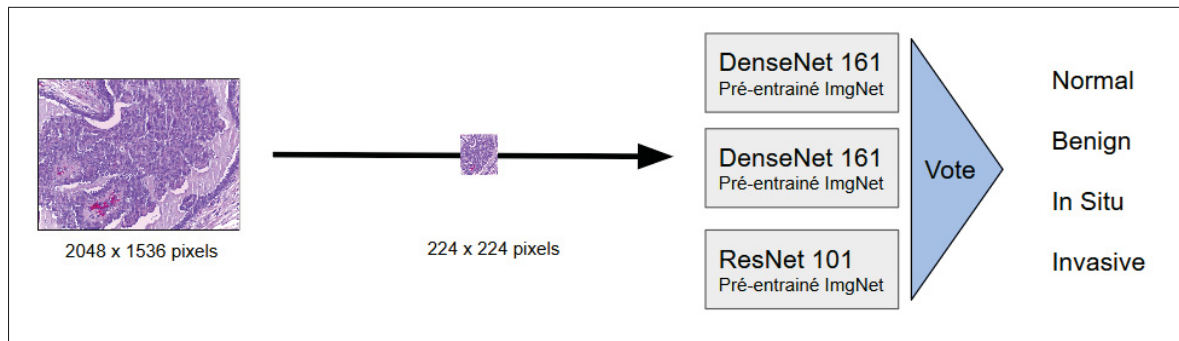 2048 x 1536 pixels
224 x 224 pixels
DenseNet 161
Pré-entrainé ImgNet
DenseNet 161
Pré-entrainé ImgNet
ResNet 101
Pré-entrainé ImgNet
Vote
Normal
Benign
In Situ
Invasive